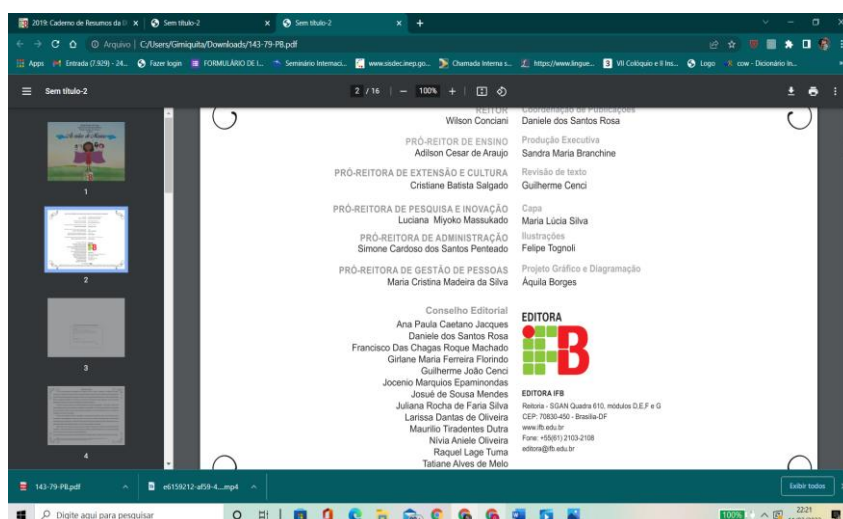 2019: Caderno de Resumos da
Sem título-2
Sem título-2
Arquivo | C:/Users/Gimiquita/Downloads/143-79-PB.pdf
Apps
Entrada (7.929) - 24...
Fazer login
FORMULÁRIO DE I...
Seminário Internaci...
www.sisdec.inep.go...
Chamada Interna s...
https://www.lingue...
VII Colóquio e II Ins...
Logo
cow - Dicionário In...
Sem título-2
2 / 16
100%
1
2
3
4
REITOR
Wilson Conciani
PRÓ-REITOR DE ENSINO
Adilson Cesar de Araujo
PRÓ-REITORA DE EXTENSÃO E CULTURA
Cristiane Batista Salgado
PRÓ-REITORA DE PESQUISA E INOVAÇÃO
Luciana Miyoko Massukado
PRÓ-REITORA DE ADMINISTRAÇÃO
Simone Cardoso dos Santos Penteado
PRÓ-REITORA DE GESTÃO DE PESSOAS
Maria Cristina Madeira da Silva
Conselho Editorial
Ana Paula Caetano Jacques
Daniele dos Santos Rosa
Francisco Das Chagas Roque Machado
Girlane Maria Ferreira Florindo
Guilherme João Cenci
Jocenio Marquios Epaminondas
Josué de Sousa Mendes
Juliana Rocha de Faria Silva
Larissa Dantas de Oliveira
Maurilio Tiradentes Dutra
Nívia Aniele Oliveira
Raquel Lage Tuma
Tatiane Alves de Melo
Coordenação de Publicações
Daniele dos Santos Rosa
Produção Executiva
Sandra Maria Branchine
Revisão de texto
Guilherme Cenci
Capa
Maria Lúcia Silva
Ilustrações
Felipe Tognoli
Projeto Gráfico e Diagramação
Áquila Borges
EDITORA
EDITORA IFB
Reitoria - SGAN Quadra 610, módulos D,E,F e G
CEP: 70830-450 - Brasília-DF
www.ifb.edu.br
Fone: +55(61) 2103-2108
editora@ifb.edu.br
143-79-PB.pdf
e6159212-af59-4....mp4
Exibir todos
Digite aqui para pesquisar
100%
22:21